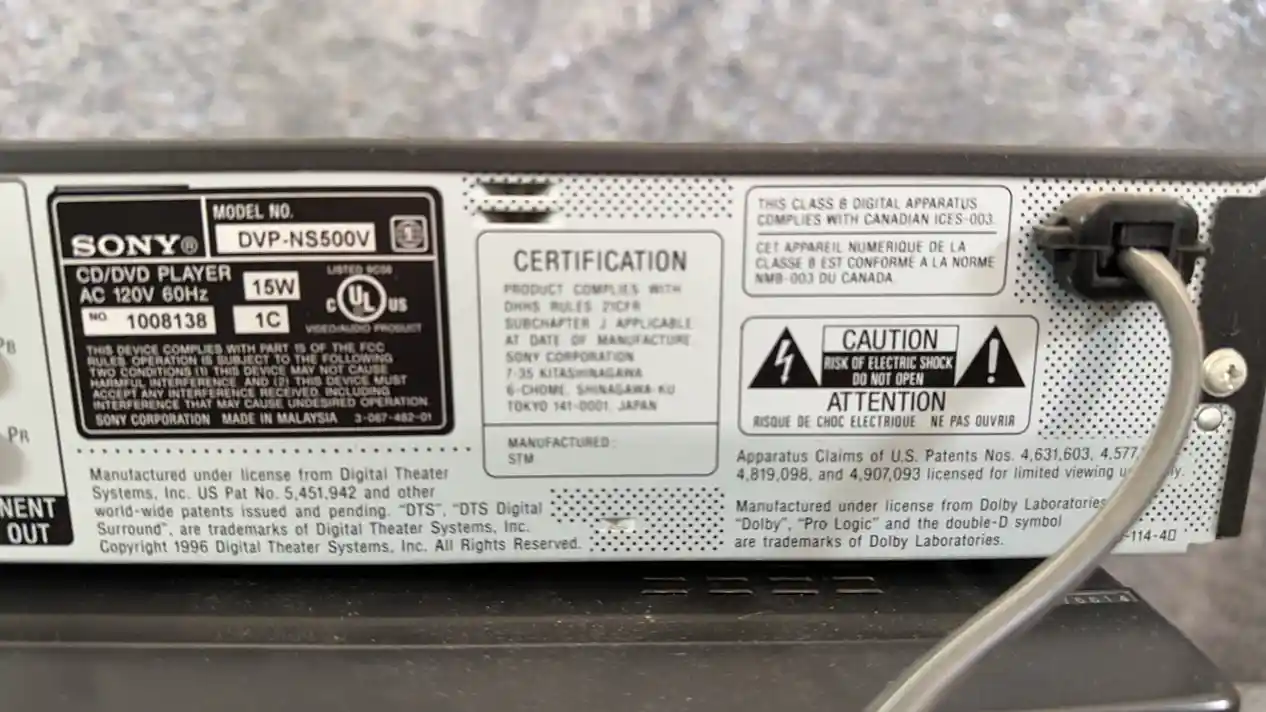 PB
PR
NENT
OUT
SONY®
MODEL NO.
DVP-NS500V
CD/DVD PLAYER
AC 120V 60Hz
15W
NO. 1008138
1C
LISTED
C UL US
VIDEO/AUDIO PRODUCT
THIS DEVICE COMPLIES WITH PART 15 OF THE FCC
RULES. OPERATION IS SUBJECT TO THE FOLLOWING
TWO CONDITIONS (1) THIS DEVICE MAY NOT CAUSE
HARMFUL INTERFERENCE, AND (2) THIS DEVICE MUST
ACCEPT ANY INTERFERENCE RECEIVED, INCLUDING
INTERFERENCE THAT MAY CAUSE UNDESIRED OPERATION.
SONY CORPORATION MADE IN MALAYSIA 3-067-482-01
Manufactured under license from Digital Theater
Systems, Inc. US Pat No. 5,451,942 and other
world-wide patents issued and pending. "DTS", "DTS Digital
Surround", are trademarks of Digital Theater Systems, Inc.
Copyright 1996 Digital Theater Systems, Inc. All Rights Reserved.
CERTIFICATION
PRODUCT COMPLIES WITH
DHHS RULES 21CFR
SUBCHAPTER J APPLICABLE
AT DATE OF MANUFACTURE.
SONY CORPORATION
7-35 KITASHINAGAWA
6-CHOME, SHINAGAWA-KU
TOKYO 141-0001, JAPAN
MANUFACTURED:
STM
THIS CLASS B DIGITAL APPARATUS
COMPLIES WITH CANADIAN ICES-003.
CET APPAREIL NUMERIQUE DE LA
CLASSE B EST CONFORME A LA NORME
NMB-003 DU CANADA.
CAUTION
RISK OF ELECTRIC SHOCK
DO NOT OPEN
ATTENTION
RISQUE DE CHOC ELECTRIQUE NE PAS OUVRIR
Apparatus Claims of U.S. Patents Nos. 4,631,603, 4,577,
4,819,098, and 4,907,093 licensed for limited viewing u ly.
Manufactured under license from Dolby Laboratories
"Dolby", "Pro Logic" and the double-D symbol
are trademarks of Dolby Laboratories.
-114-4